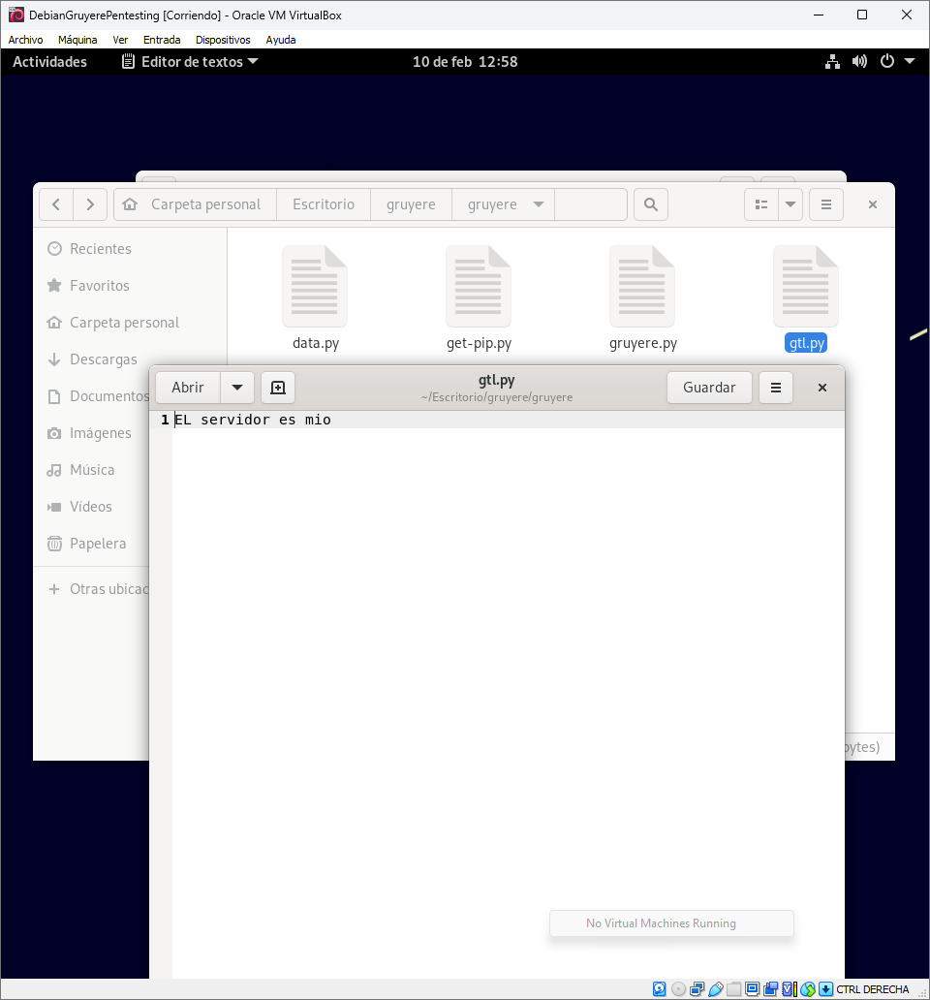 DebianGruyerePentesting [Corriendo] - Oracle VM VirtualBox
Archivo Máquina Ver Entrada Dispositivos Ayuda
Actividades Editor de textos 10 de feb 12:58
Carpeta personal Escritorio gruyere gruyere
Recientes
Favoritos
Carpeta personal
Descargas
Documentos
Imágenes
Música
Vídeos
Papelera
Otras ubicac
data.py get-pip.py gruyere.py gtl.py
Abrir gtl.py Guardar
~/Escritorio/gruyere/gruyere
1 EL servidor es mio
bytes)
No Virtual Machines Running
CTRL DERECHA